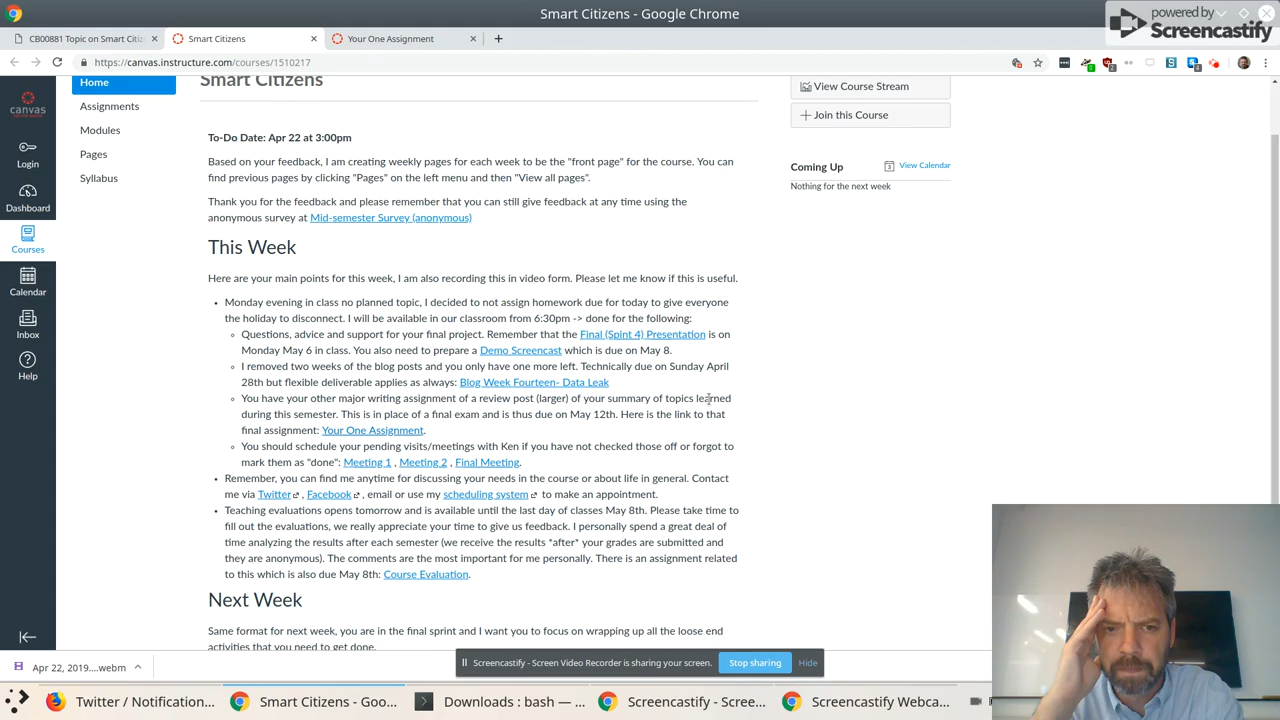 Smart Citizens - Google Chrome
powered by
Screencastify
CB00881 Topic on Smart Citiz
Smart Citizens
Your One Assignment
https://canvas.instructure.com/courses/1510217
canvas
Login
Dashboard
Courses
Calendar
Inbox
Help
Home
Assignments
Modules
Pages
Syllabus
Smart Citizens
To-Do Date: Apr 22 at 3:00pm
Based on your feedback, I am creating weekly pages for each week to be the "front page" for the course. You can
find previous pages by clicking "Pages" on the left menu and then "View all pages".
Thank you for the feedback and please remember that you can still give feedback at any time using the
anonymous survey at Mid-semester Survey (anonymous)
This Week
Here are your main points for this week, I am also recording this in video form. Please let me know if this is useful.
Monday evening in class no planned topic, I decided to not assign homework due for today to give everyone
the holiday to disconnect. I will be available in our classroom from 6:30pm -> done for the following:
Questions, advice and support for your final project. Remember that the Final (Spint 4) Presentation is on
Monday May 6 in class. You also need to prepare a Demo Screencast which is due on May 8.
I removed two weeks of the blog posts and you only have one more left. Technically due on Sunday April
28th but flexible deliverable applies as always: Blog Week Fourteen- Data Leak
You have your other major writing assignment of a review post (larger) of your summary of topics learned
during this semester. This is in place of a final exam and is thus due on May 12th. Here is the link to that
final assignment: Your One Assignment.
You should schedule your pending visits/meetings with Ken if you have not checked those off or forgot to
mark them as "done": Meeting 1 , Meeting 2 , Final Meeting.
Remember, you can find me anytime for discussing your needs in the course or about life in general. Contact
me via Twitter , Facebook , email or use my scheduling system to make an appointment.
Teaching evaluations opens tomorrow and is available until the last day of classes May 8th. Please take time to
fill out the evaluations, we really appreciate your time to give us feedback. I personally spend a great deal of
time analyzing the results after each semester (we receive the results *after* your grades are submitted and
they are anonymous). The comments are the most important for me personally. There is an assignment related
to this which is also due May 8th: Course Evaluation.
Next Week
Same format for next week, you are in the final sprint and I want you to focus on wrapping up all the loose end
activities that you need to get done.
View Course Stream
Join this Course
Coming Up
View Calendar
Nothing for the next week
Screencastify - Screen Video Recorder is sharing your screen.
Stop sharing
Hide
Apr 22, 2019....webm
Twitter / Notification...
Smart Citizens - Goo...
Downloads : bash — ...
Screencastify - Scree...
Screencastify Webca...